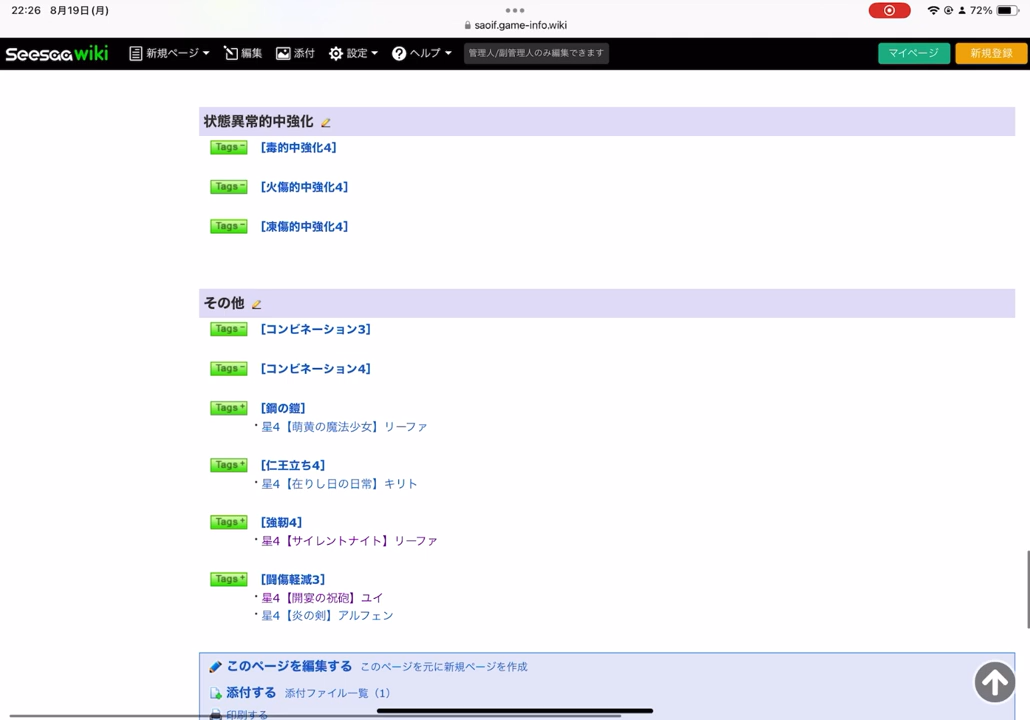 22:26 8月19日(月)
72%
saoif.game-info.wiki
Seesaa wiki 新規ページ 編集 添付 設定 ヘルプ 管理人/副管理人のみ編集できます マイページ 新規登録
状態異常的中強化
Tags- [毒的中強化4]
Tags- [火傷的中強化4]
Tags- [凍傷的中強化4]
その他
Tags- [コンビネーション3]
Tags- [コンビネーション4]
Tags+ [鋼の鎧]
・星4【萌黄の魔法少女】リーファ
Tags+ [仁王立ち4]
・星4【在りし日の日常】キリト
Tags+ [強靭4]
・星4【サイレントナイト】リーファ
Tags+ [闘傷軽減3]
・星4【開宴の祝砲】ユイ
・星4【炎の剣】アルフェン
このページを編集する このページを元に新規ページを作成
添付する 添付ファイル一覧（1）
印刷する